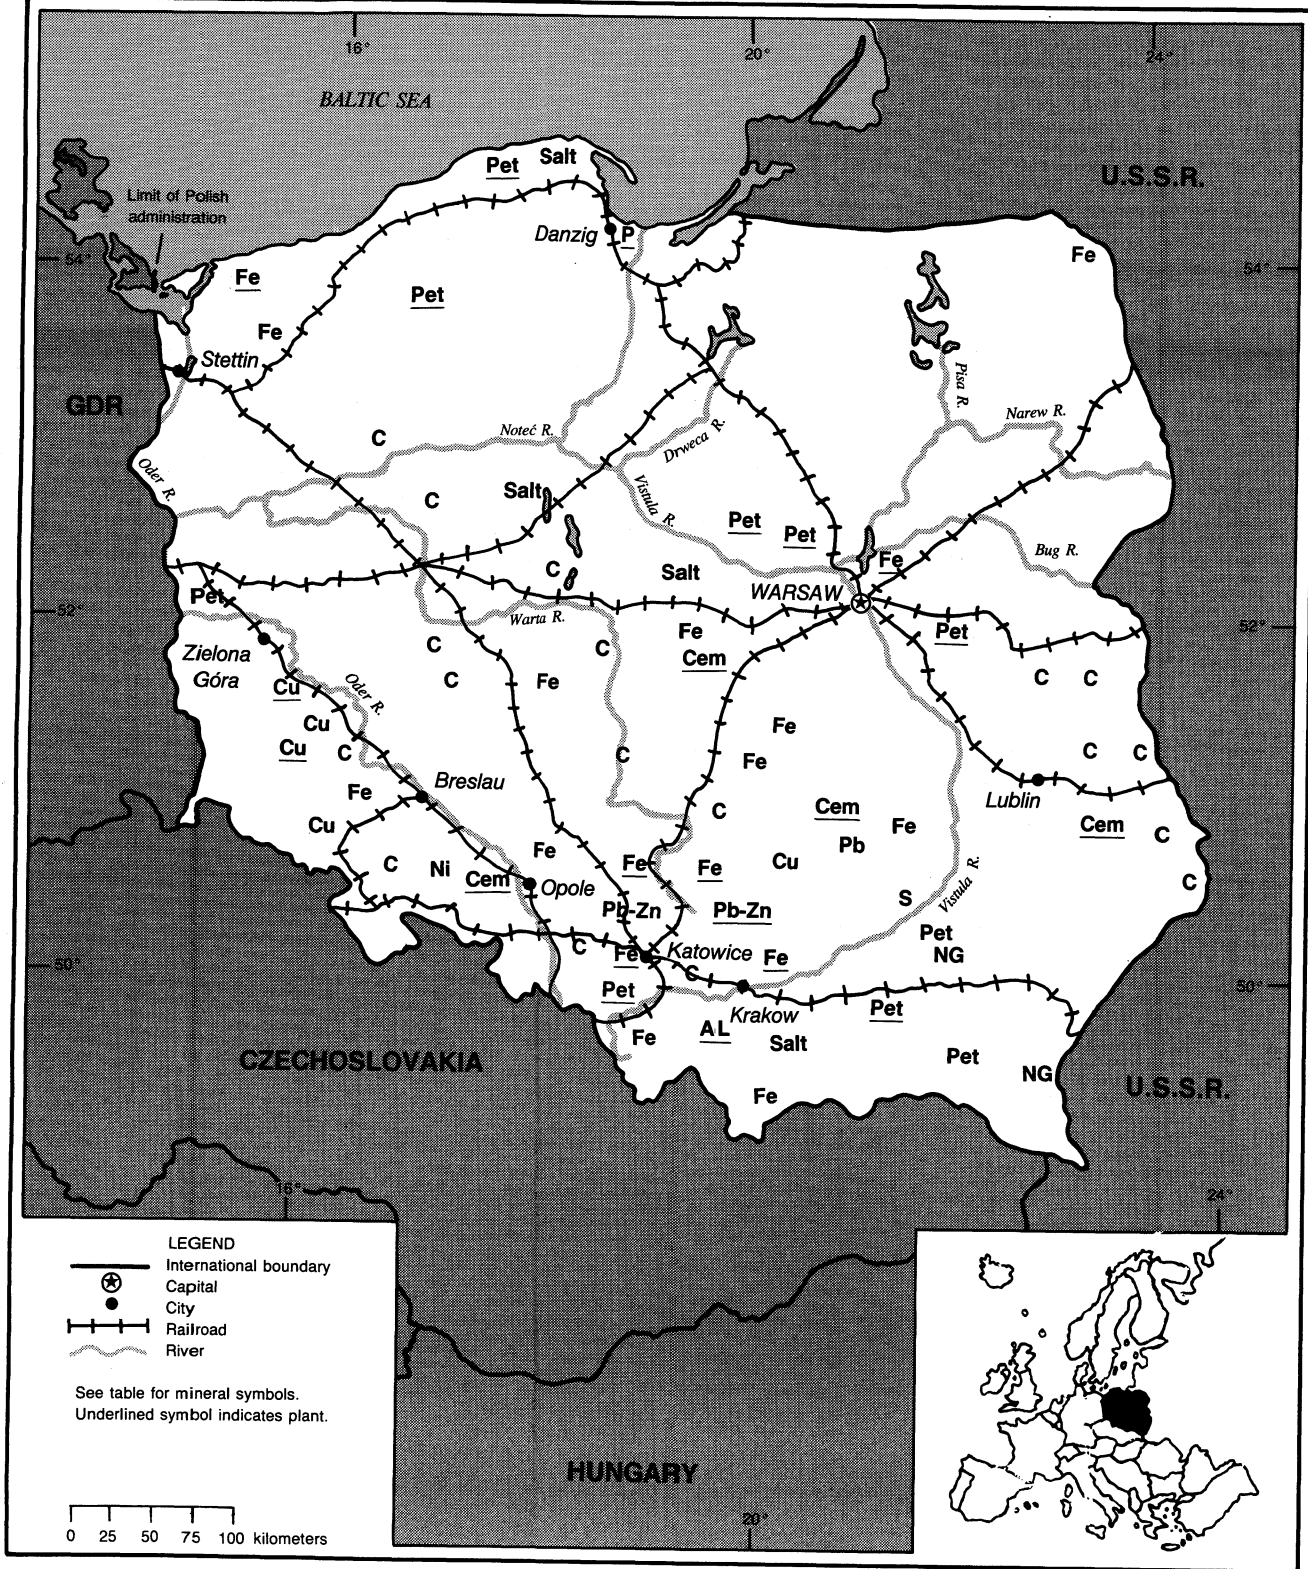 16°
20°
24°
BALTIC SEA
Pet
Salt
U.S.S.R.
Limit of Polish
administration
Danzig
P
54°
Fe
54°
Fe
Pet
Fe
Stettin
GDR
Pisa R.
Narew R.
C
Noteć R.
Drweca R.
Oder R.
C
Salt
Vistula R.
Pet
Pet
Bug R.
Fe
C
Salt
WARSAW
Pet
52°
Warta R.
Fe
Pet
52°
Zielona
Góra
C
C
Cem
Cu
Oder R.
C
Fe
C
C
Cu
Fe
Cu
C
C
Fe
C
C
Breslau
Fe
Lublin
C
Cem
Cu
Fe
Cem
C
Pb
C
Ni
Fe
Fe
Fe
Cu
Cem
Opole
C
Vistula R.
S
Pb-Zn
Pb-Zn
Pet
C
Fe
Katowice
Fe
NG
50°
C
50°
Pet
Krakow
Pet
Fe
AL
Salt
CZECHOSLOVAKIA
Pet
NG
U.S.S.R.
Fe
16°
24°
LEGEND
International boundary
Capital
City
Railroad
River
See table for mineral symbols.
Underlined symbol indicates plant.
HUNGARY
0 25 50 75 100 kilometers
20°